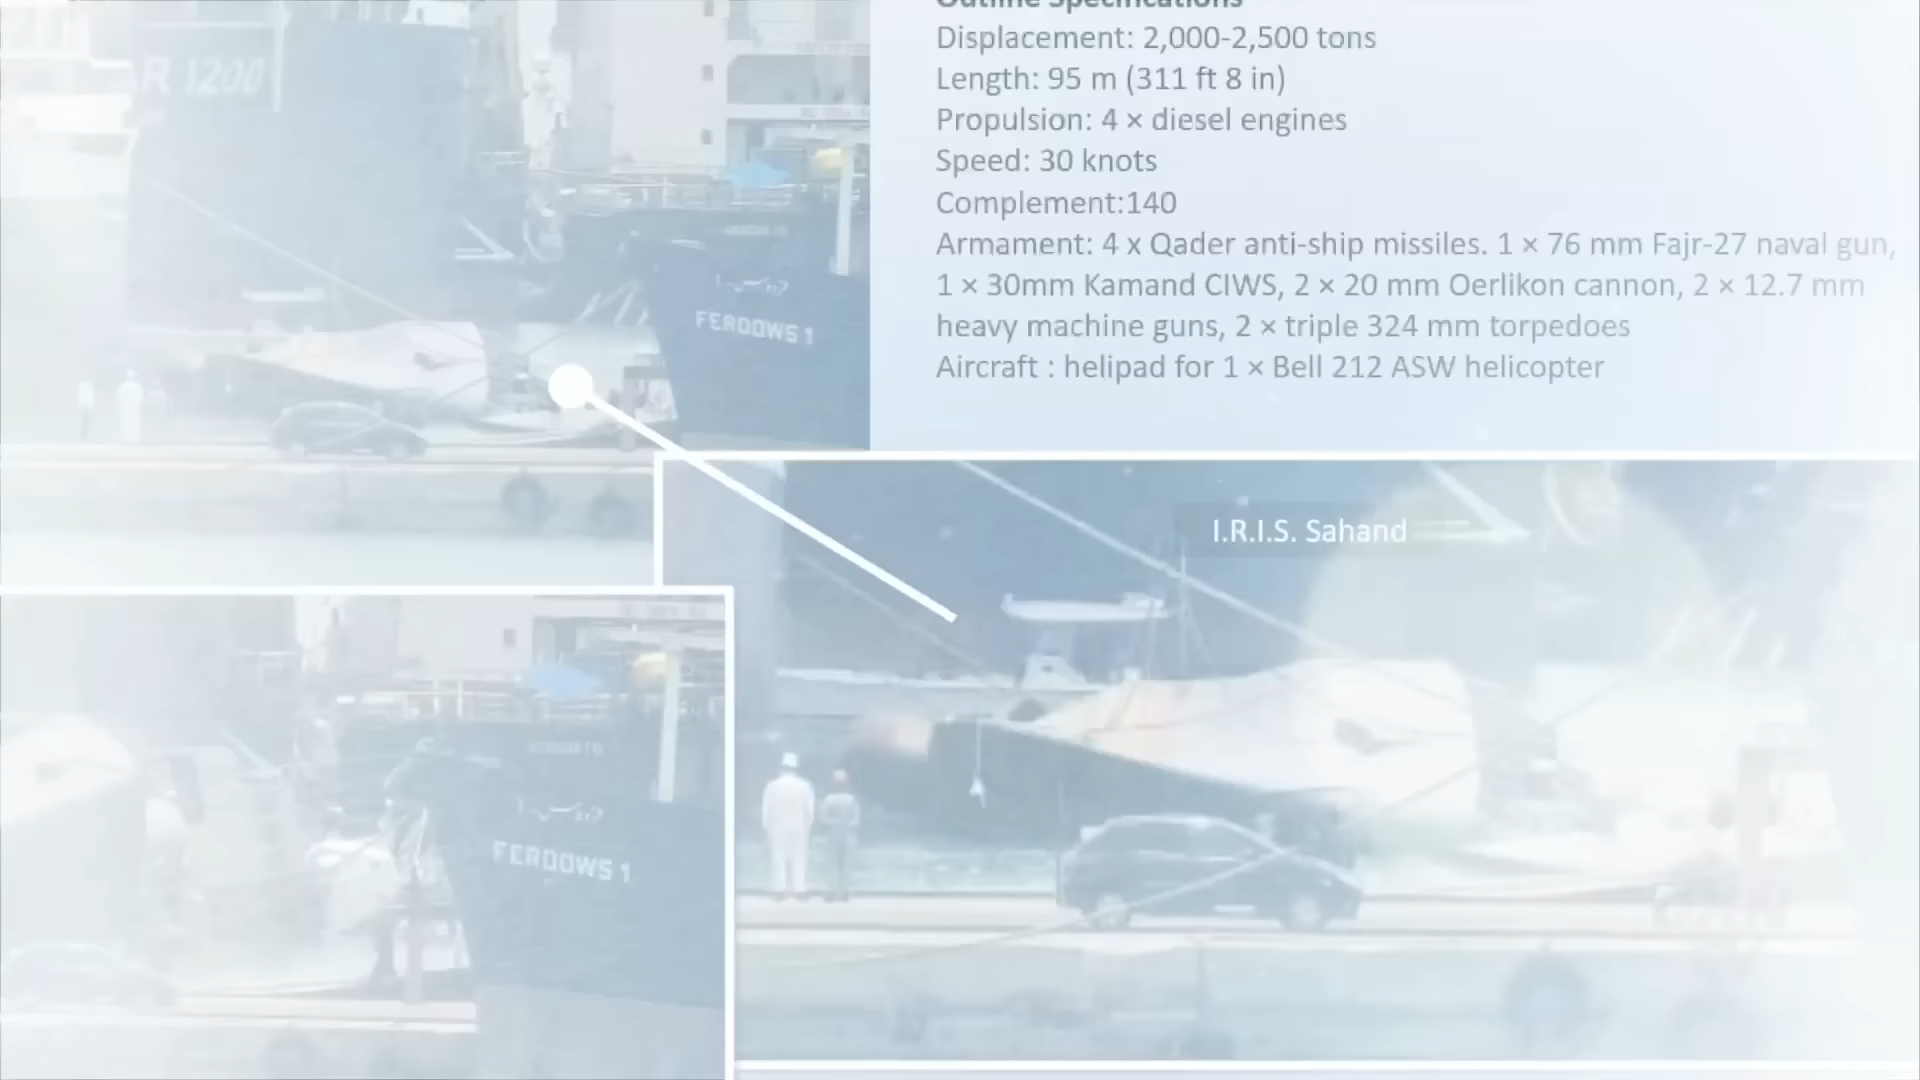 Outline Specifications
Displacement: 2,000-2,500 tons
Length: 95 m (311 ft 8 in)
Propulsion: 4 × diesel engines
Speed: 30 knots
Complement:140
Armament: 4 x Qader anti-ship missiles. 1 × 76 mm Fajr-27 naval gun,
1 × 30mm Kamand CIWS, 2 × 20 mm Oerlikon cannon, 2 × 12.7 mm
heavy machine guns, 2 × triple 324 mm torpedoes
Aircraft : helipad for 1 × Bell 212 ASW helicopter
R 1200
FERDOWS 1
I.R.I.S. Sahand
FERDOWS 1